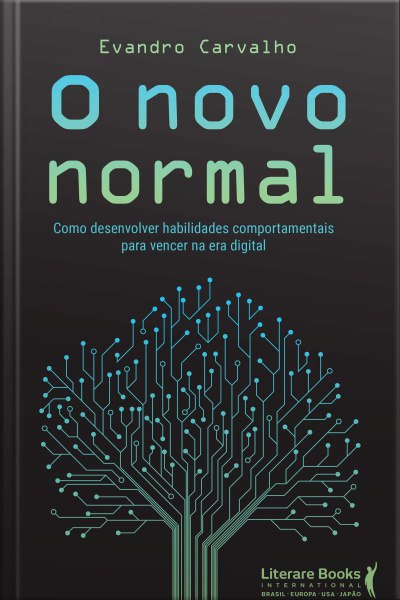 Evandro Carvalho
O novo
normal
Como desenvolver habilidades comportamentais
para vencer na era digital
Literare Books
INTERNATIONAL
BRASIL · EUROPA · USA · JAPÃO